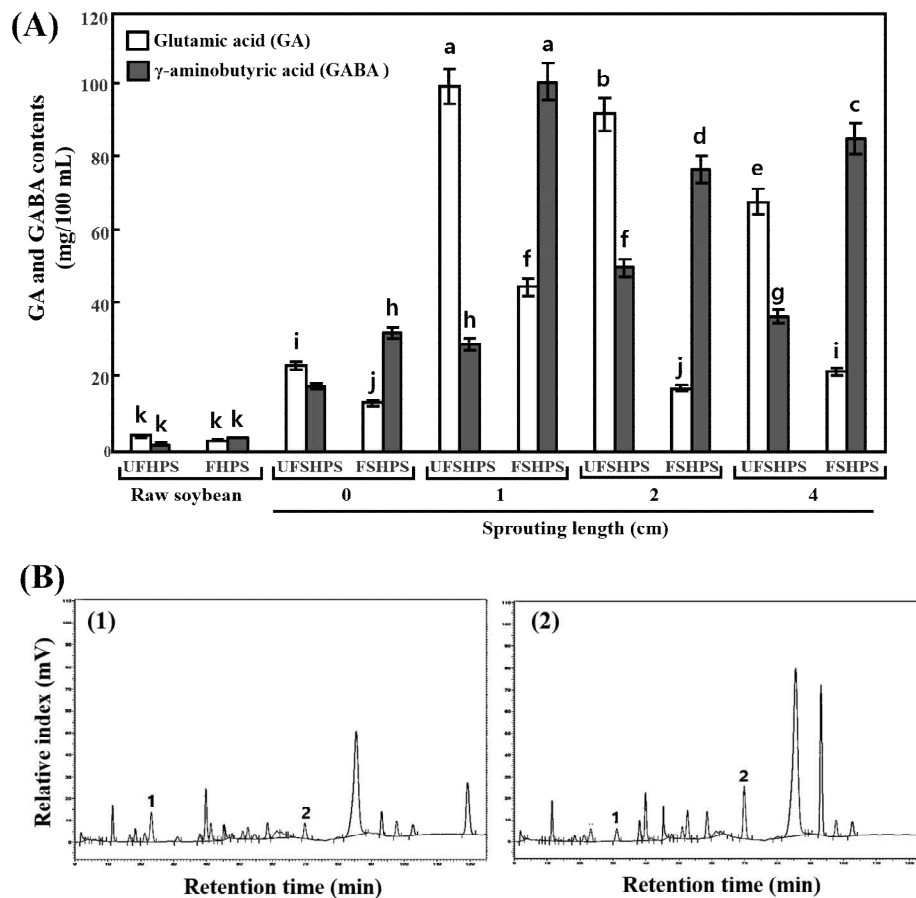 (A)
Glutamic acid (GA)
γ-aminobutyric acid (GABA )
GA and GABA contents
(mg/100 mL)
120
100
80
60
40
20
0
k k k k i j h a h f a b f j d e g i c
UFHPS FHPS UFSHPS FSHPS UFSHPS FSHPS UFSHPS FSHPS UFSHPS FSHPS
Raw soybean 0 1 2 4
Sprouting length (cm)
(B)
(1)
Relative index (mV)
1
2
Retention time (min)
(2)
1
2
Retention time (min)